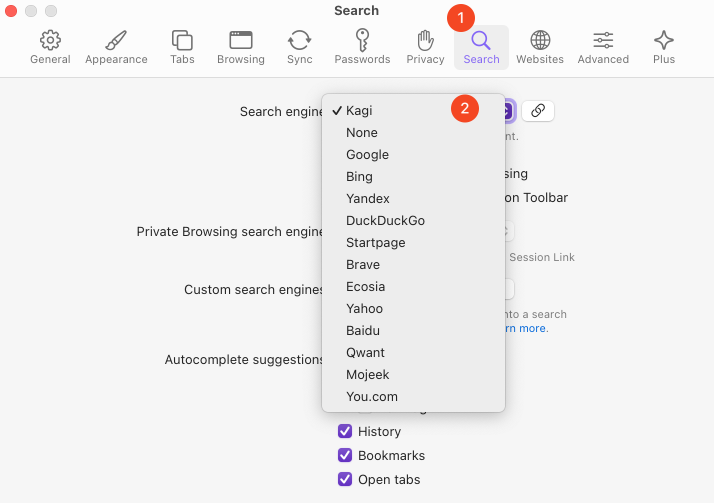 Search
1
General Appearance Tabs Browsing Sync Passwords Privacy Search Websites Advanced Plus
Search engine
✓ Kagi
2
None
Google
Bing
Yandex
DuckDuckGo
Startpage
Brave
Ecosia
Yahoo
Baidu
Qwant
Mojeek
You.com
nt.
sing
on Toolbar
Private Browsing search engine
Session Link
Custom search engines
nto a search
rn more.
Autocomplete suggestions
History
Bookmarks
Open tabs